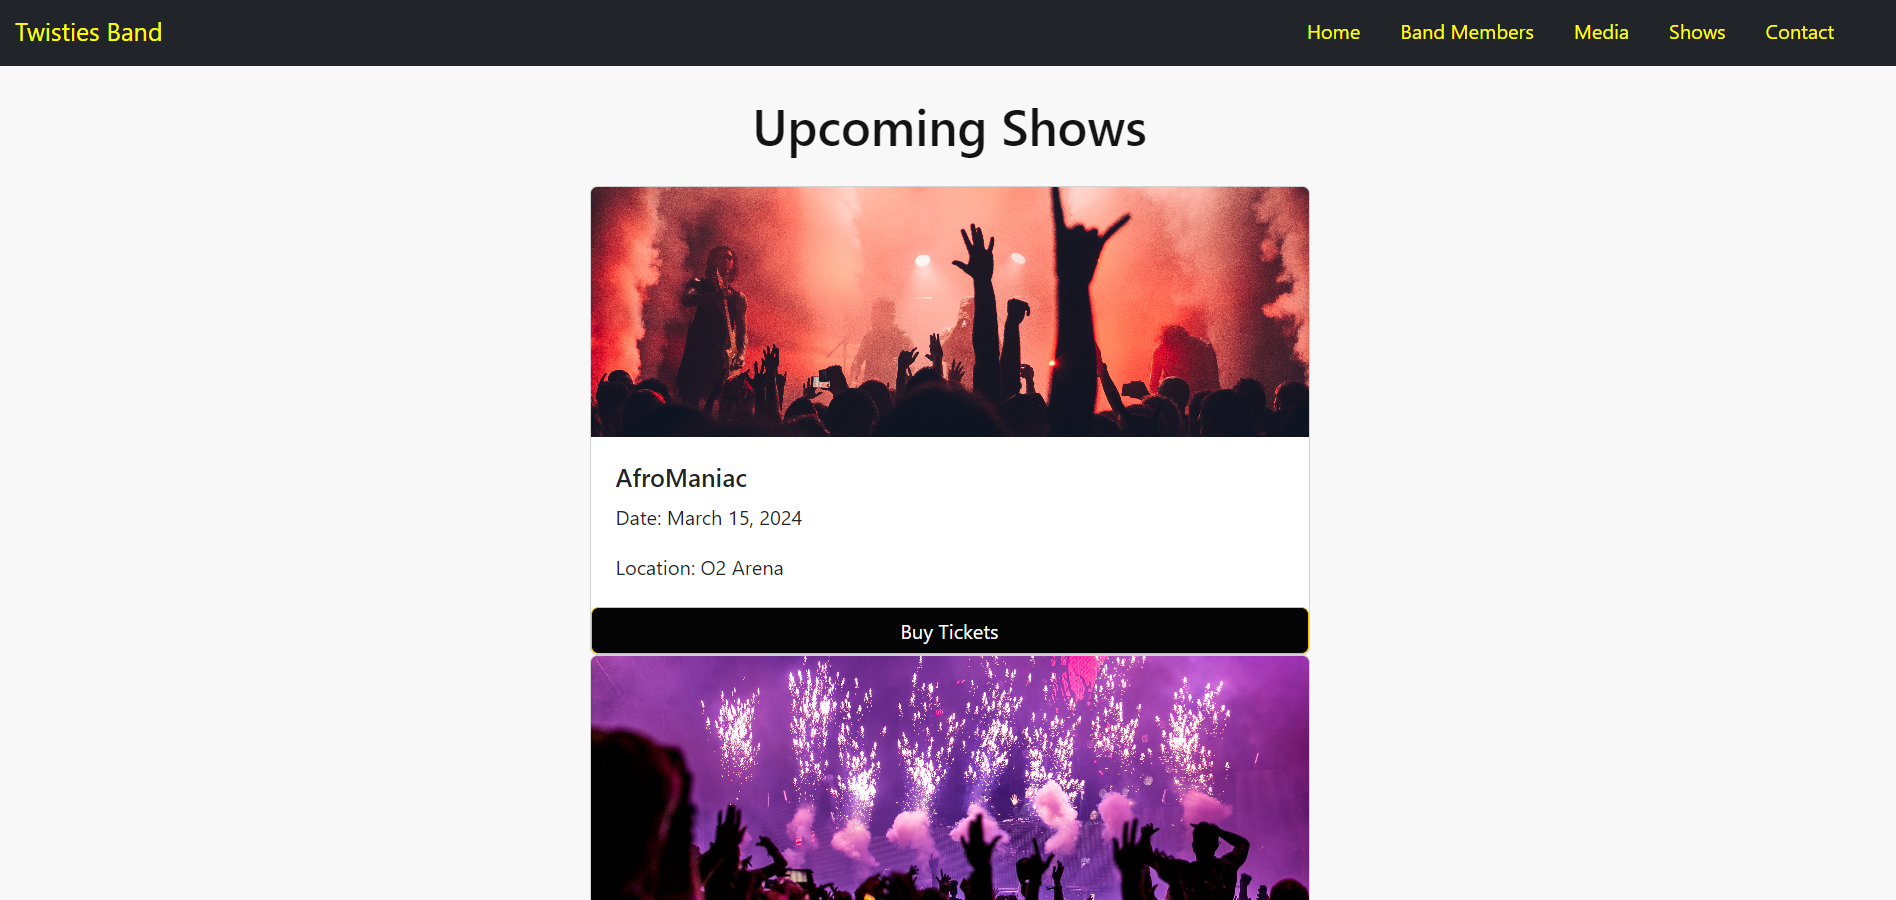 Twisties Band
Home Band Members Media Shows Contact
Upcoming Shows
AfroManiac
Date: March 15, 2024
Location: O2 Arena
Buy Tickets